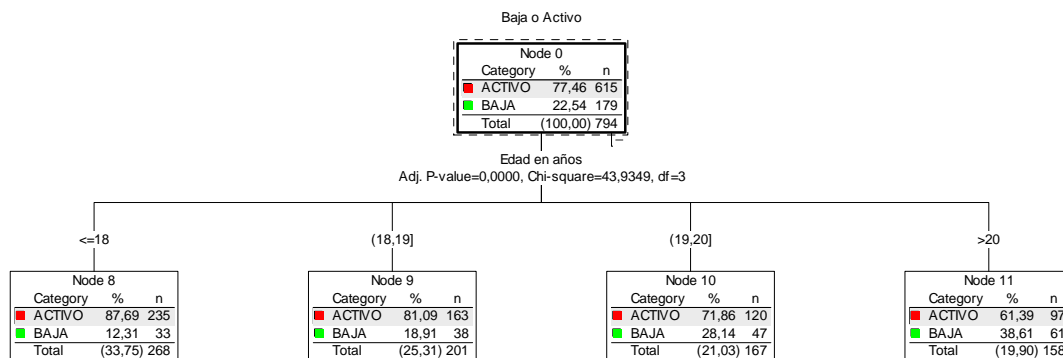 Baja o Activo
Node 0
Category % n
ACTIVO 77,46 615
BAJA 22,54 179
Total (100,00) 794
Edad en años
Adj. P-value=0,0000, Chi-square=43,9349, df=3
<=18
(18,19]
(19,20]
>20
Node 8
Category % n
ACTIVO 87,69 235
BAJA 12,31 33
Total (33,75) 268
Node 9
Category % n
ACTIVO 81,09 163
BAJA 18,91 38
Total (25,31) 201
Node 10
Category % n
ACTIVO 71,86 120
BAJA 28,14 47
Total (21,03) 167
Node 11
Category % n
ACTIVO 61,39 97
BAJA 38,61 61
Total (19,90) 158